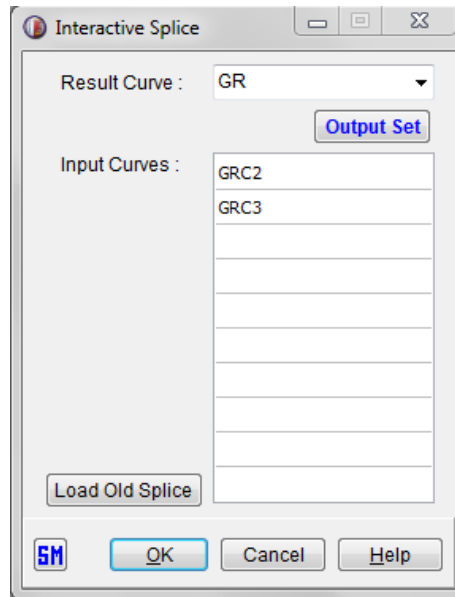 Interactive Splice
Result Curve : GR
Output Set
Input Curves : GRC2
GRC3
Load Old Splice
SM OK Cancel Help